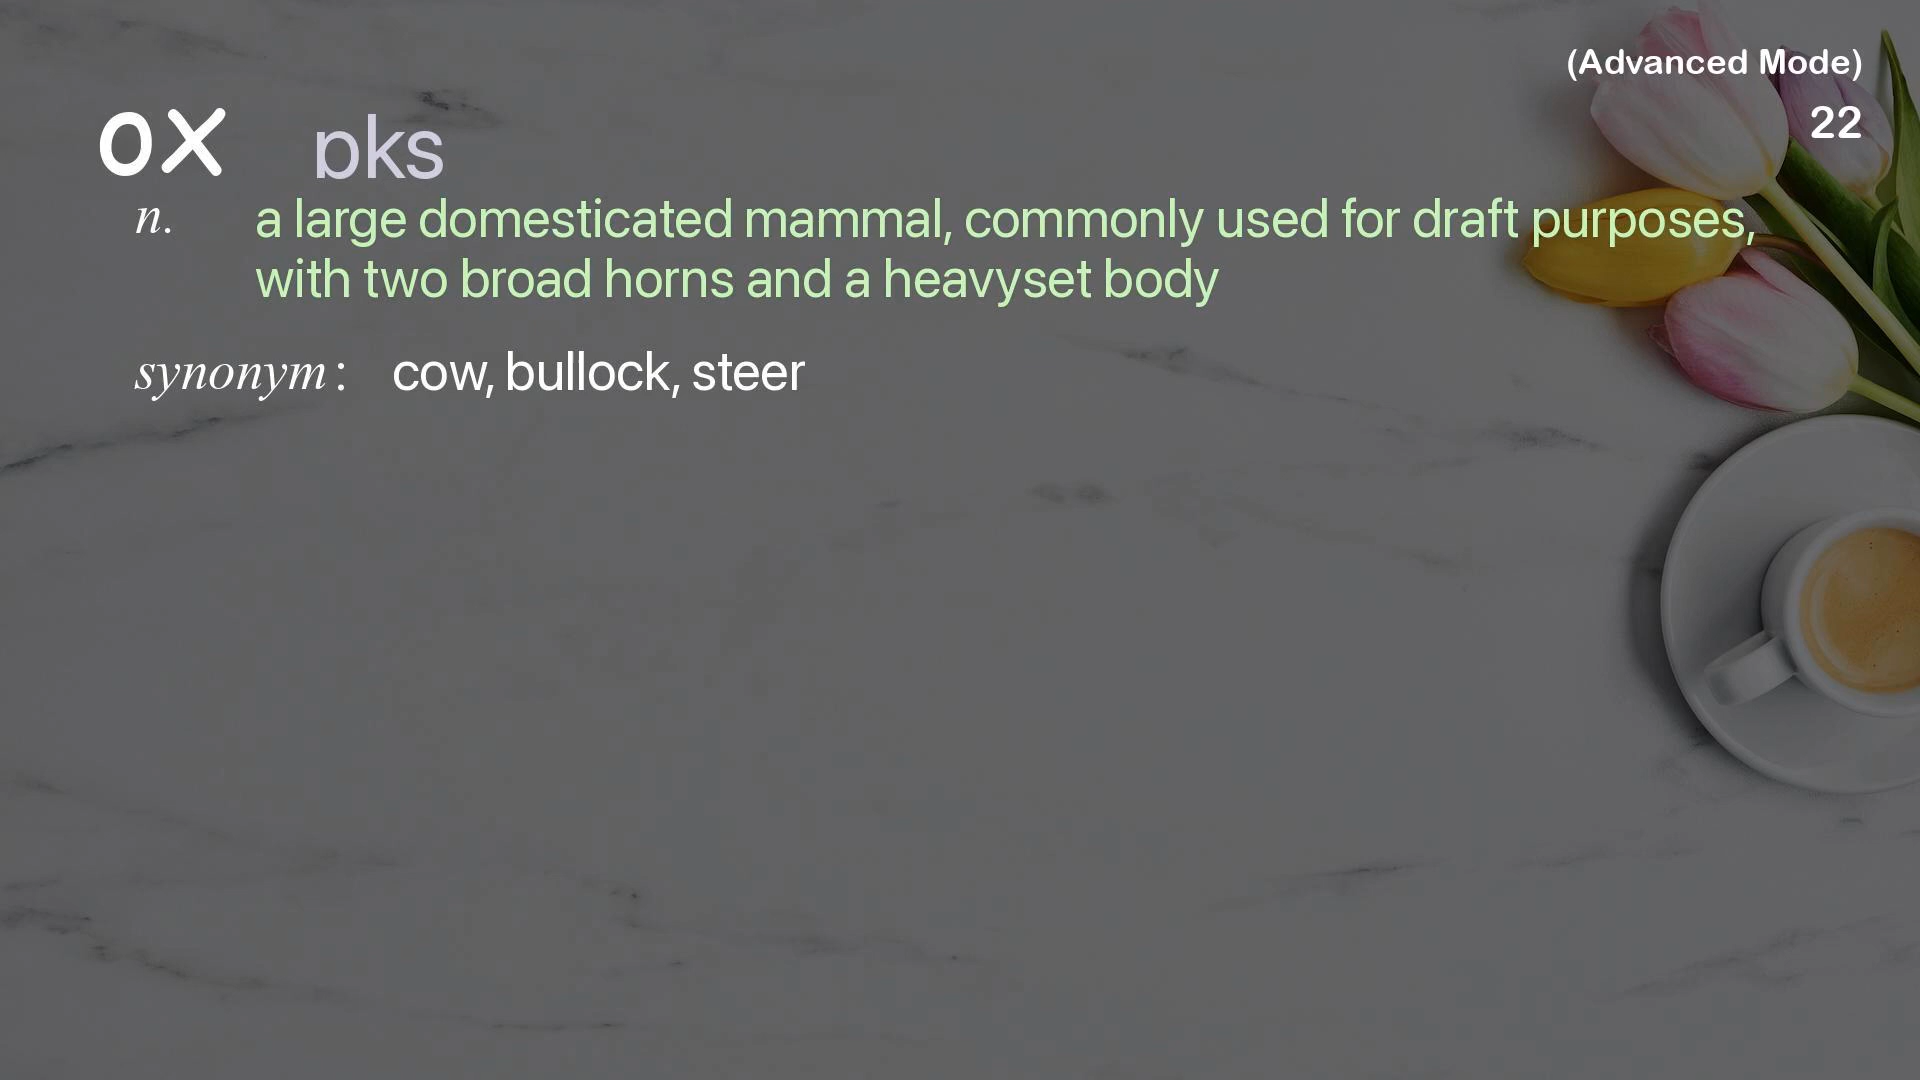 (Advanced Mode)
22
ox ɒks
n. a large domesticated mammal, commonly used for draft purposes,
with two broad horns and a heavyset body
synonym: cow, bullock, steer